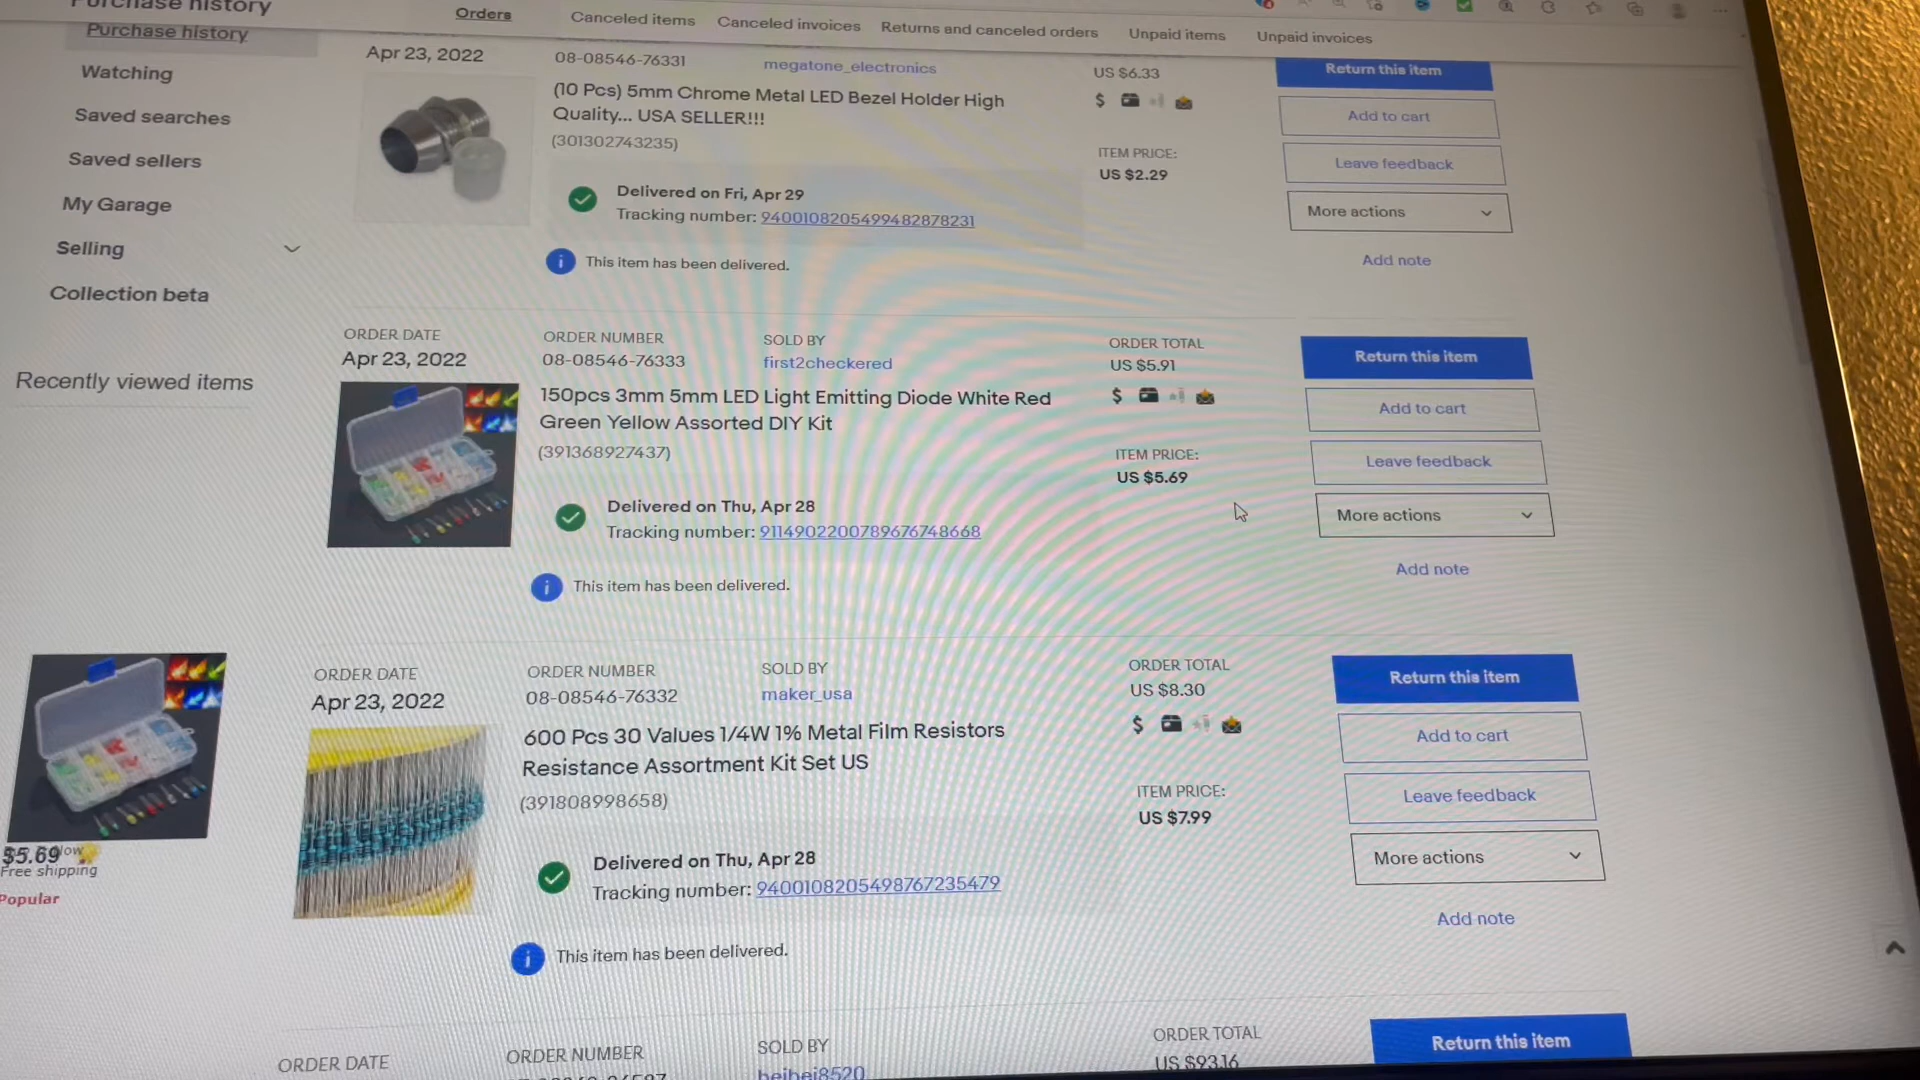 Purchase history
Orders
Canceled items
Canceled invoices
Returns and canceled orders
Unpaid items
Unpaid invoices
Purchase history
Watching
Saved searches
Saved sellers
My Garage
Selling
Collection beta
Recently viewed items
$5.69
Free shipping
Popular
Apr 23, 2022
08-08546-76331
megatone_electronics
US $6.33
(10 Pcs) 5mm Chrome Metal LED Bezel Holder High
Quality... USA SELLER!!!
(301302743235)
ITEM PRICE:
US $2.29
Delivered on Fri, Apr 29
Tracking number: 9400108205499482878231
This item has been delivered.
Return this item
Add to cart
Leave feedback
More actions
Add note
ORDER DATE
Apr 23, 2022
ORDER NUMBER
08-08546-76333
SOLD BY
first2checkered
ORDER TOTAL
US $5.91
150pcs 3mm 5mm LED Light Emitting Diode White Red
Green Yellow Assorted DIY Kit
(391368927437)
ITEM PRICE:
US $5.69
Delivered on Thu, Apr 28
Tracking number: 9114902200789676748668
This item has been delivered.
Return this item
Add to cart
Leave feedback
More actions
Add note
ORDER DATE
Apr 23, 2022
ORDER NUMBER
08-08546-76332
SOLD BY
maker_usa
ORDER TOTAL
US $8.30
600 Pcs 30 Values 1/4W 1% Metal Film Resistors
Resistance Assortment Kit Set US
(391808998658)
ITEM PRICE:
US $7.99
Delivered on Thu, Apr 28
Tracking number: 9400108205498767235479
This item has been delivered.
Return this item
Add to cart
Leave feedback
More actions
Add note
ORDER DATE
ORDER NUMBER
SOLD BY
beibei8520
ORDER TOTAL
US $93.16
Return this item